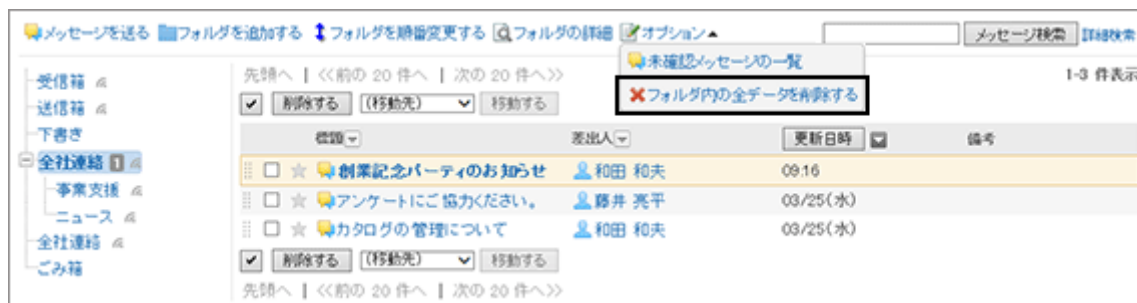 メッセージを送る フォルダを追加する フォルダを順番変更する フォルダの詳細 オプション▲ メッセージ検索 詳細検索
未確認メッセージの一覧
フォルダ内の全データを削除する
受信箱
送信箱
下書き
全社連絡 1
事業支援
ニュース
全社連絡
ごみ箱
先頭へ | <<前の 20 件へ | 次の 20 件へ>>
1-3 件表示
削除する (移動先) 移動する
標題 差出人 更新日時 備考
創業記念パーティのお知らせ 和田 和夫 09:16
アンケートにご協力ください。 藤井 亮平 03/25(水)
カタログの管理について 和田 和夫 03/25(水)
削除する (移動先) 移動する
先頭へ | <<前の 20 件へ | 次の 20 件へ>>